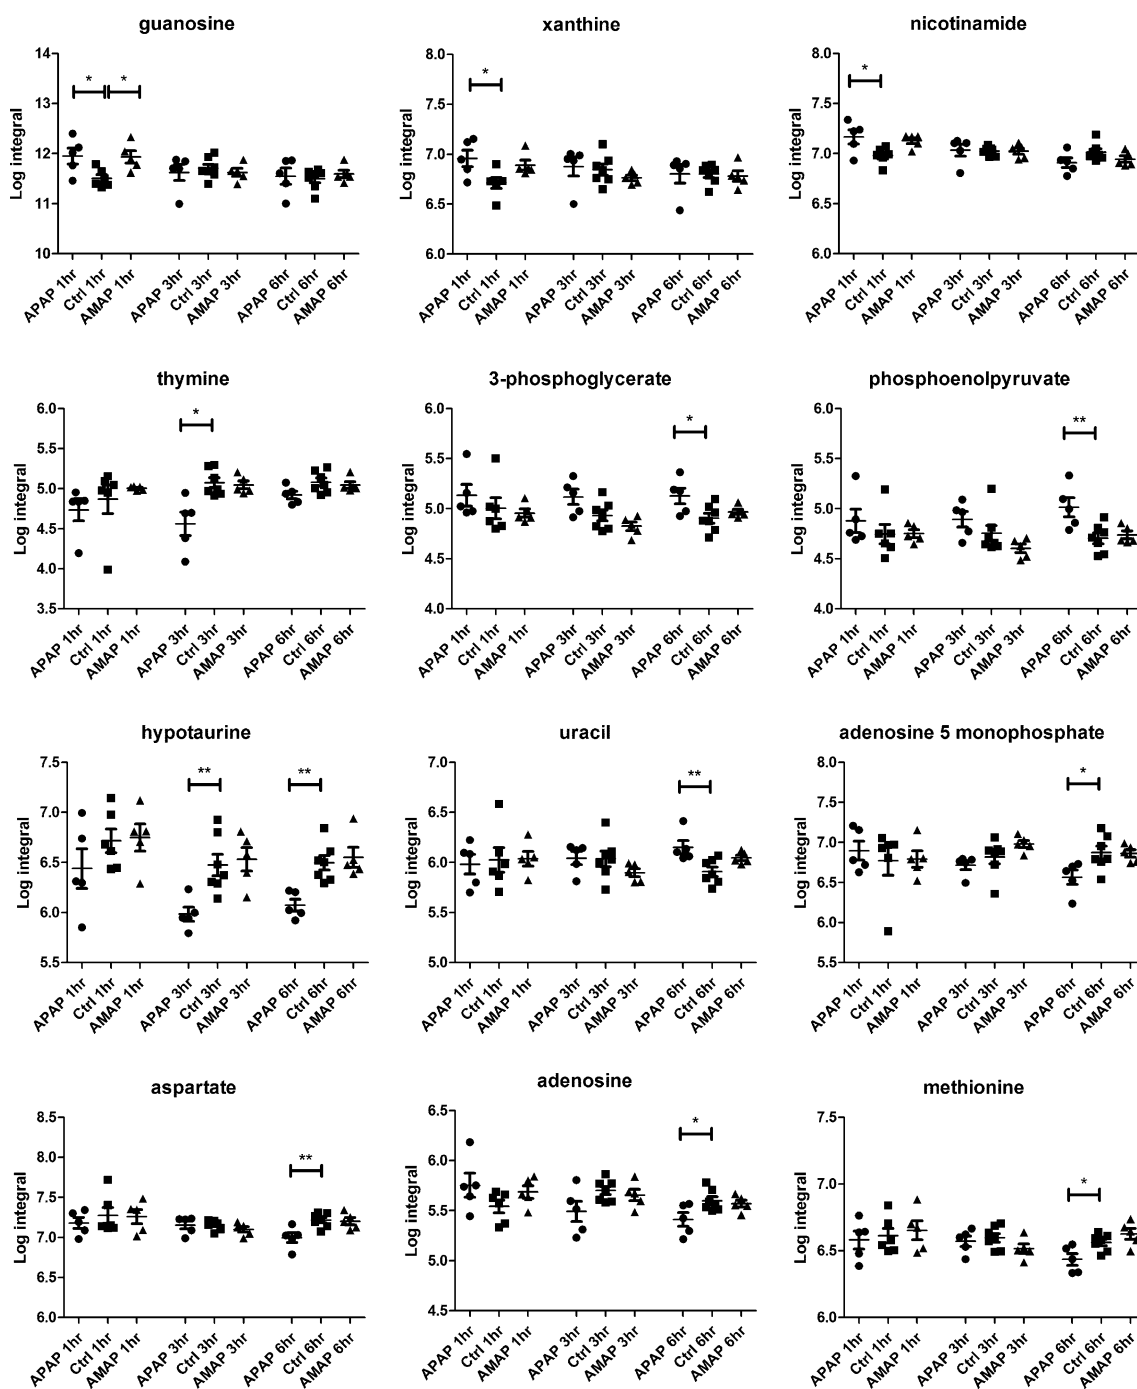 guanosine
Log integral
14
13
12
11
10
* *
APAP 1hr
Ctrl 1hr
AMAP 1hr
APAP 3hr
Ctrl 3hr
AMAP 3hr
APAP 6hr
Ctrl 6hr
AMAP 6hr
xanthine
Log integral
8.0
7.5
7.0
6.5
6.0
*
APAP 1hr
Ctrl 1hr
AMAP 1hr
APAP 3hr
Ctrl 3hr
AMAP 3hr
APAP 6hr
Ctrl 6hr
AMAP 6hr
nicotinamide
Log integral
8.0
7.5
7.0
6.5
6.0
*
APAP 1hr
Ctrl 1hr
AMAP 1hr
APAP 3hr
Ctrl 3hr
AMAP 3hr
APAP 6hr
Ctrl 6hr
AMAP 6hr
thymine
Log integral
6.0
5.5
5.0
4.5
4.0
3.5
*
APAP 1hr
Ctrl 1hr
AMAP 1hr
APAP 3hr
Ctrl 3hr
AMAP 3hr
APAP 6hr
Ctrl 6hr
AMAP 6hr
3-phosphoglycerate
Log integral
6.0
5.5
5.0
4.5
4.0
*
APAP 1hr
Ctrl 1hr
AMAP 1hr
APAP 3hr
Ctrl 3hr
AMAP 3hr
APAP 6hr
Ctrl 6hr
AMAP 6hr
phosphoenolpyruvate
Log integral
6.0
5.5
5.0
4.5
4.0
**
APAP 1hr
Ctrl 1hr
AMAP 1hr
APAP 3hr
Ctrl 3hr
AMAP 3hr
APAP 6hr
Ctrl 6hr
AMAP 6hr
hypotaurine
Log integral
7.5
7.0
6.5
6.0
5.5
** **
APAP 1hr
Ctrl 1hr
AMAP 1hr
APAP 3hr
Ctrl 3hr
AMAP 3hr
APAP 6hr
Ctrl 6hr
AMAP 6hr
uracil
Log integral
7.0
6.5
6.0
5.5
5.0
**
APAP 1hr
Ctrl 1hr
AMAP 1hr
APAP 3hr
Ctrl 3hr
AMAP 3hr
APAP 6hr
Ctrl 6hr
AMAP 6hr
adenosine 5 monophosphate
Log integral
8.0
7.5
7.0
6.5
6.0
5.5
*
APAP 1hr
Ctrl 1hr
AMAP 1hr
APAP 3hr
Ctrl 3hr
AMAP 3hr
APAP 6hr
Ctrl 6hr
AMAP 6hr
aspartate
Log integral
8.5
8.0
7.5
7.0
6.5
6.0
**
APAP 1hr
Ctrl 1hr
AMAP 1hr
APAP 3hr
Ctrl 3hr
AMAP 3hr
APAP 6hr
Ctrl 6hr
AMAP 6hr
adenosine
Log integral
6.5
6.0
5.5
5.0
4.5
*
APAP 1hr
Ctrl 1hr
AMAP 1hr
APAP 3hr
Ctrl 3hr
AMAP 3hr
APAP 6hr
Ctrl 6hr
AMAP 6hr
methionine
Log integral
7.5
7.0
6.5
6.0
*
APAP 1hr
Ctrl 1hr
AMAP 1hr
APAP 3hr
Ctrl 3hr
AMAP 3hr
APAP 6hr
Ctrl 6hr
AMAP 6hr